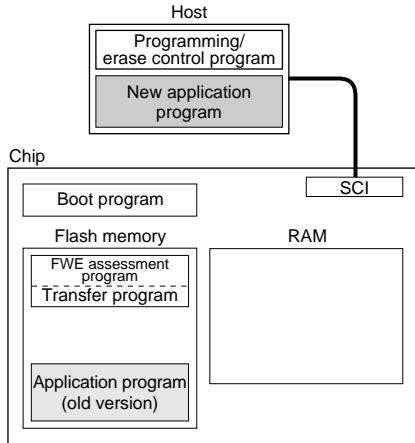 Host
Programming/
erase control program
New application
program
Chip
SCI
Boot program
Flash memory
RAM
FWE assessment
program
Transfer program
Application program
(old version)